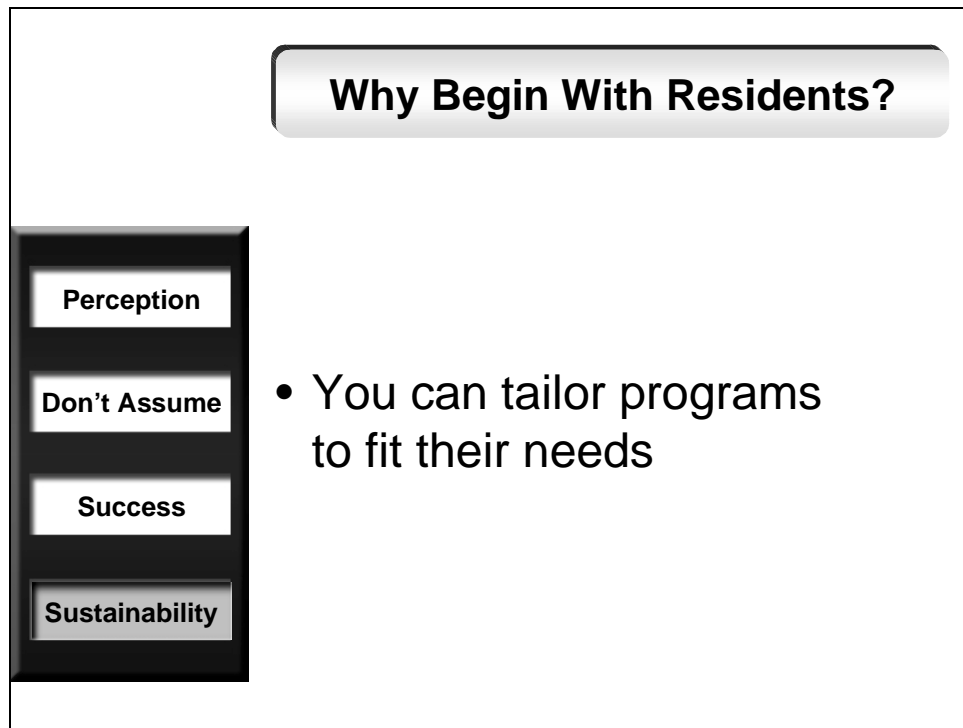 Why Begin With Residents?
Perception
Don’t Assume
Success
Sustainability
• You can tailor programs
to fit their needs